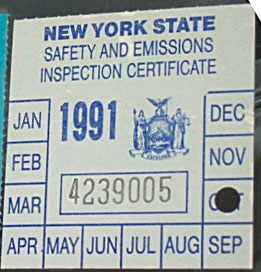 NEW YORK STATE
SAFETY AND EMISSIONS
INSPECTION CERTIFICATE
JAN 1991 DEC
FEB NOV
EXCELSIOR
MAR 4239005
APR MAY JUN JUL AUG SEP